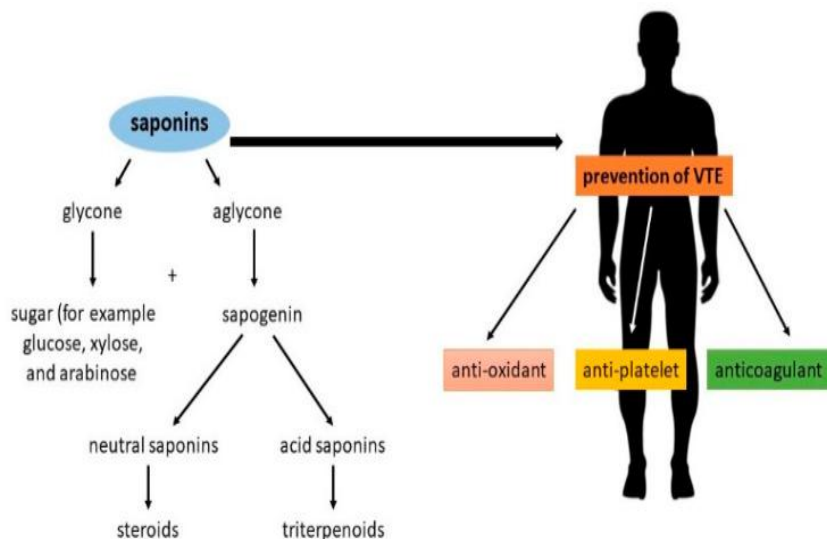 saponins
prevention of VTE
glycone
aglycone
+
sugar (for example
glucose, xylose,
and arabinose
sapogenin
anti-oxidant
anti-platelet
anticoagulant
neutral saponins
acid saponins
steroids
triterpenoids